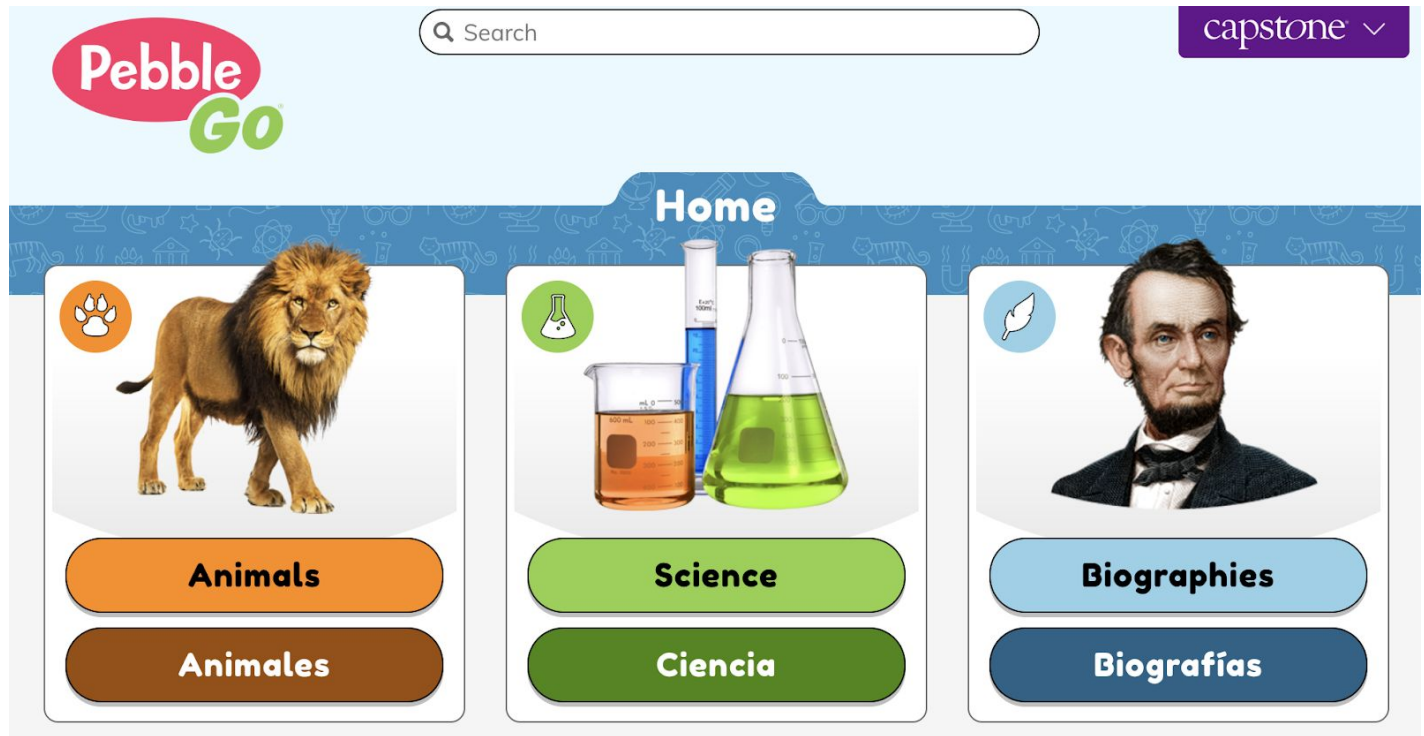 Pebble
Go
Search
capstone
Home
Animals
Animales
Science
Ciencia
Biographies
Biografías